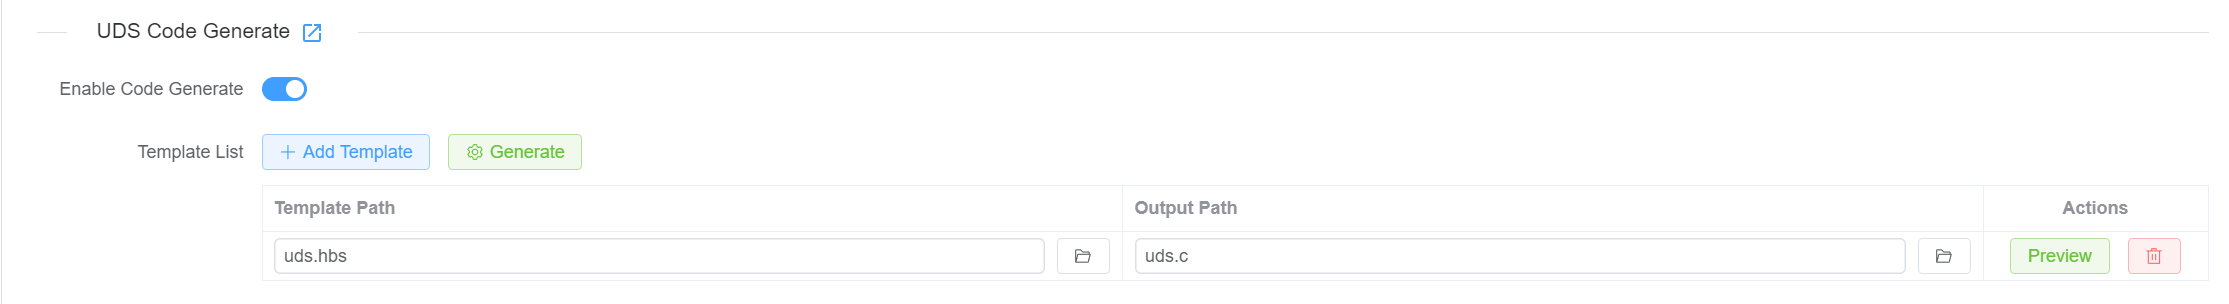 UDS Code Generate
Enable Code Generate
Template List + Add Template Generate
Template Path Output Path Actions
uds.hbs uds.c Preview